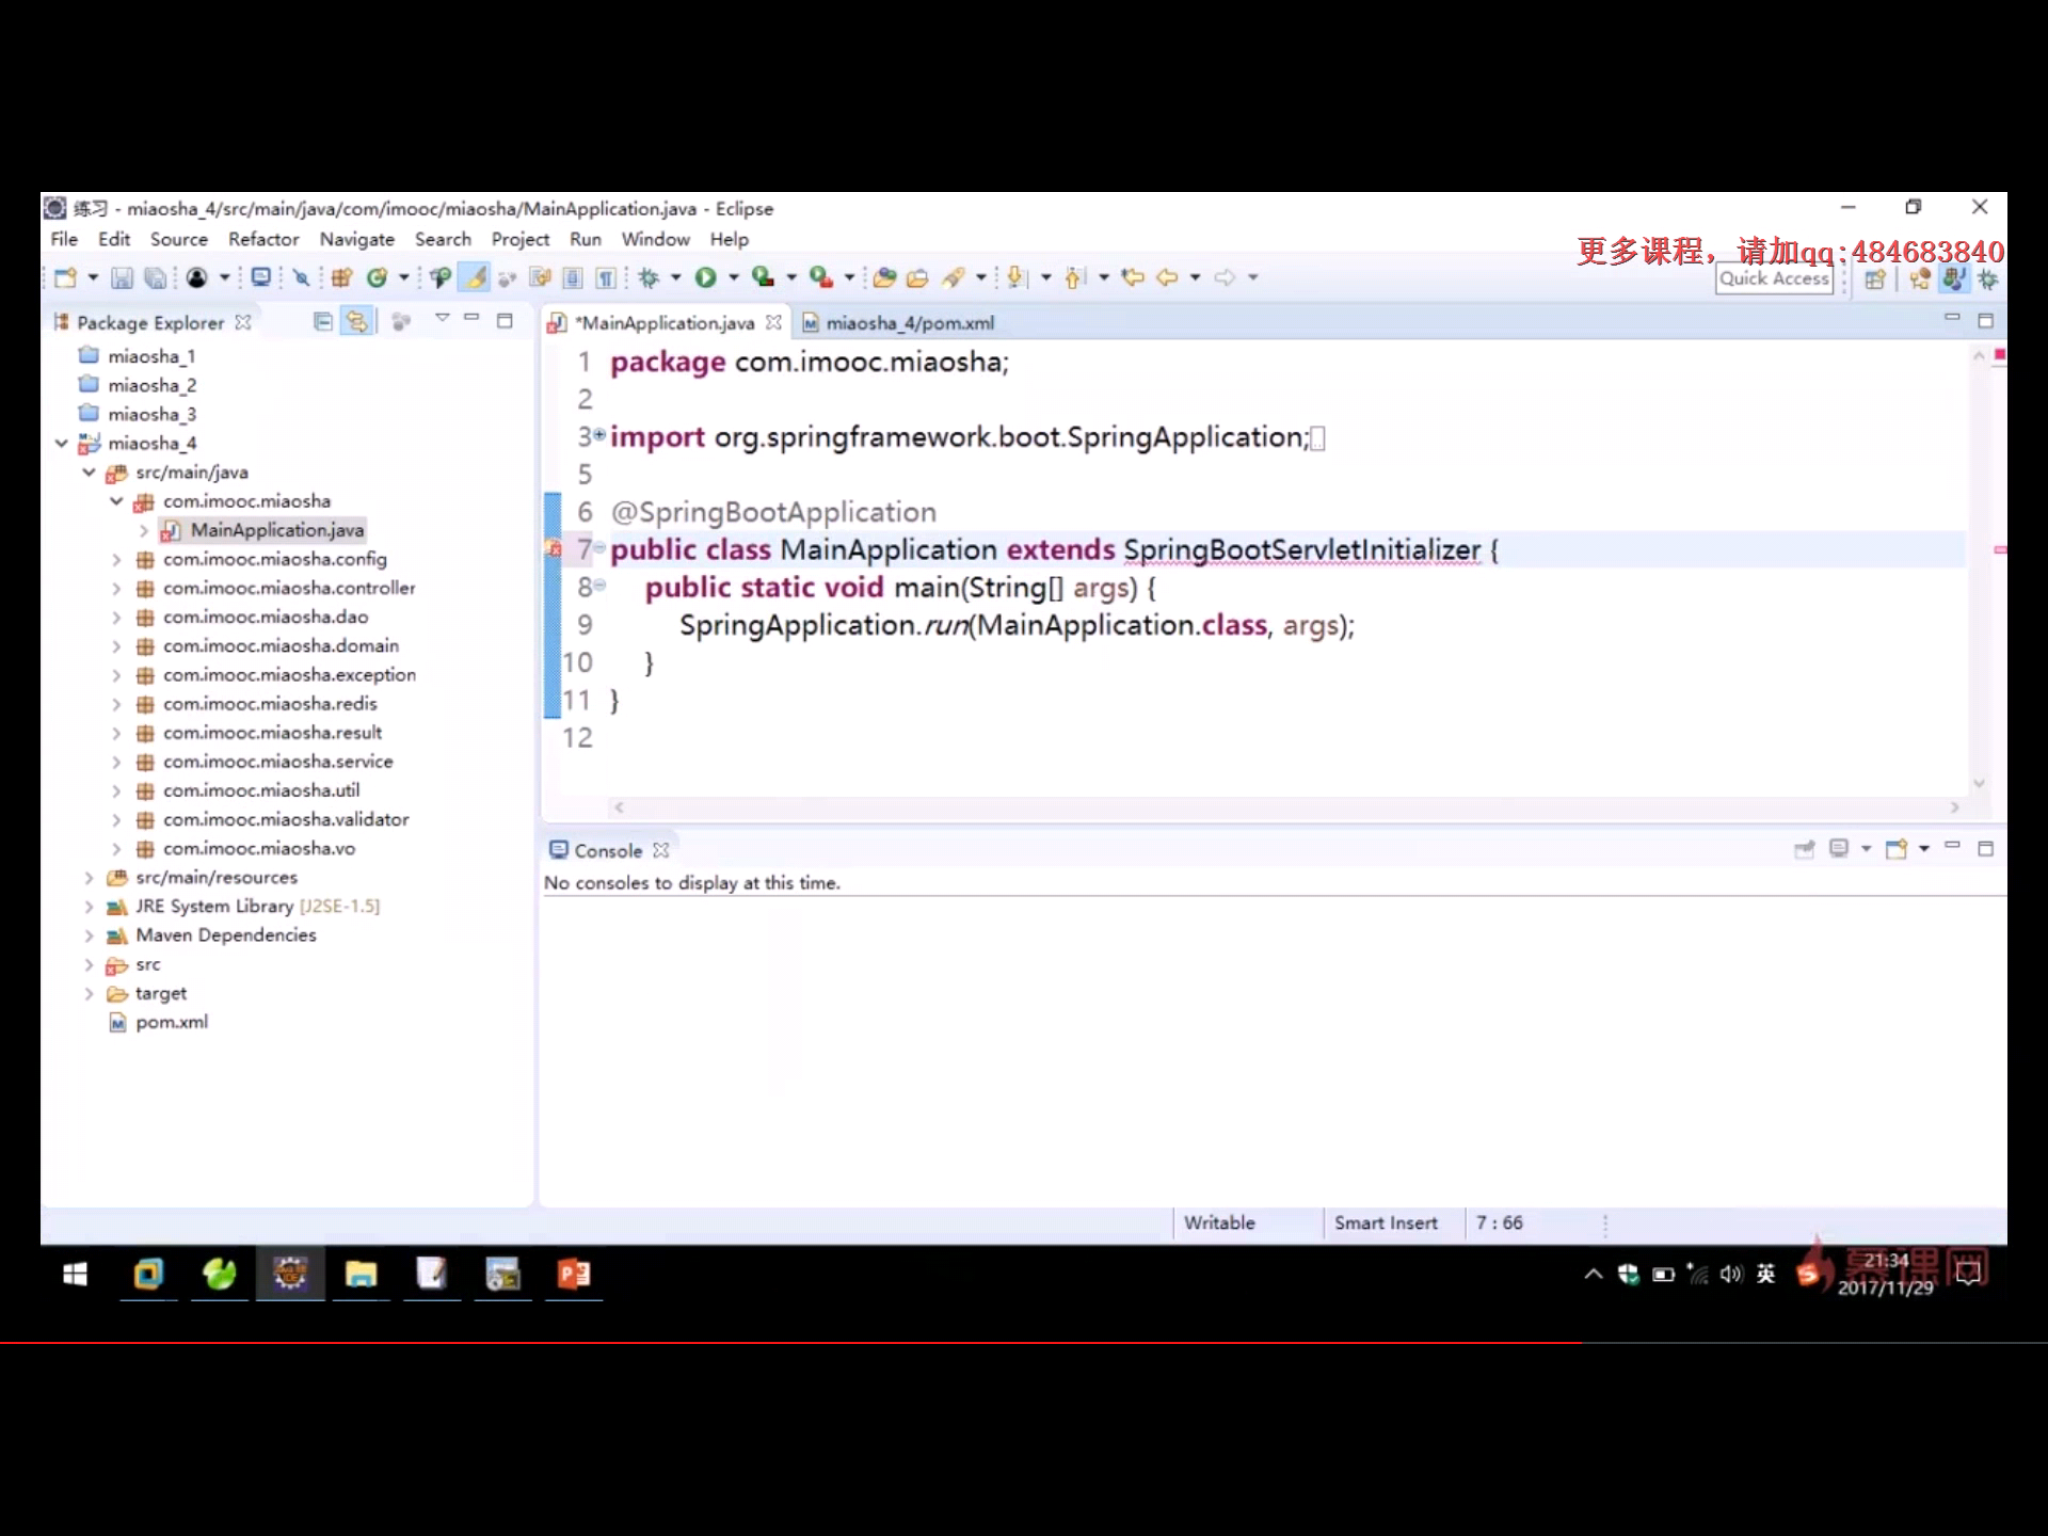 练习 - miaosha_4/src/main/java/com/imooc/miaosha/MainApplication.java - Eclipse
File Edit Source Refactor Navigate Search Project Run Window Help
更多课程，请加qq:484683840
Quick Access
Package Explorer
miaosha_1
miaosha_2
miaosha_3
miaosha_4
src/main/java
com.imooc.miaosha
MainApplication.java
com.imooc.miaosha.config
com.imooc.miaosha.controller
com.imooc.miaosha.dao
com.imooc.miaosha.domain
com.imooc.miaosha.exception
com.imooc.miaosha.redis
com.imooc.miaosha.result
com.imooc.miaosha.service
com.imooc.miaosha.util
com.imooc.miaosha.validator
com.imooc.miaosha.vo
src/main/resources
JRE System Library [J2SE-1.5]
Maven Dependencies
src
target
pom.xml
*MainApplication.java miaosha_4/pom.xml
1 package com.imooc.miaosha;
2
3 import org.springframework.boot.SpringApplication;
5
6 @SpringBootApplication
7 public class MainApplication extends SpringBootServletInitializer {
8 public static void main(String[] args) {
9 SpringApplication.run(MainApplication.class, args);
10 }
11 }
12
Console
No consoles to display at this time.
Writable Smart Insert 7 : 66
英
慕课网
21:34
2017/11/29